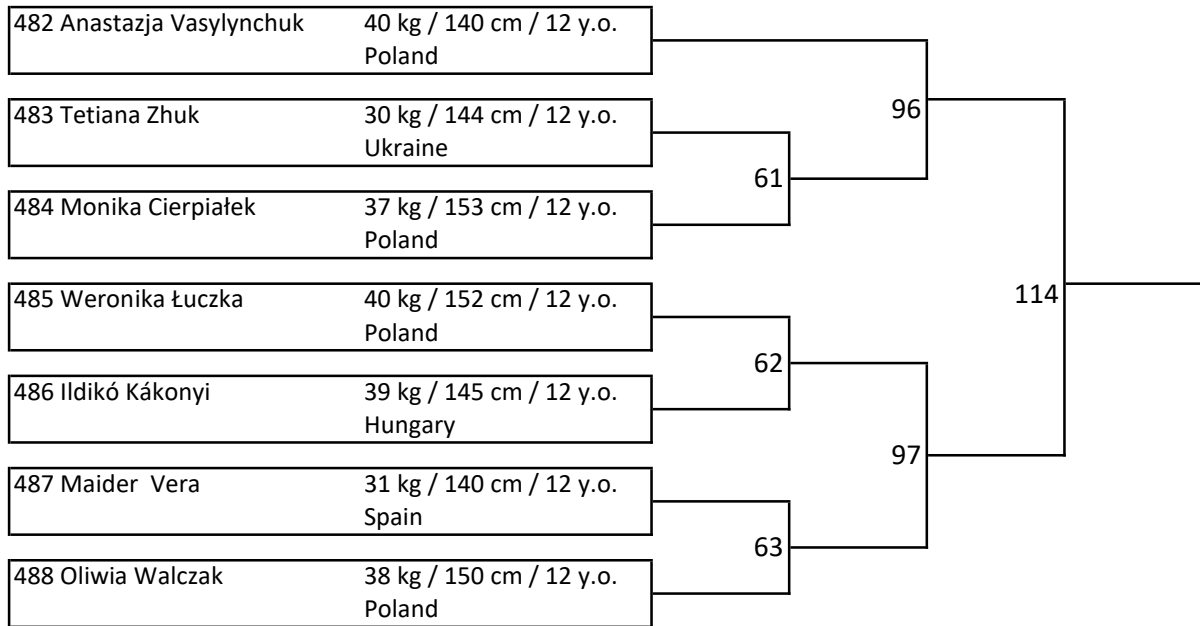 482 Anastazja Vasylynchuk 40 kg / 140 cm / 12 y.o.
Poland
483 Tetiana Zhuk 30 kg / 144 cm / 12 y.o.
Ukraine
96
61
484 Monika Cierpiałek 37 kg / 153 cm / 12 y.o.
Poland
485 Weronika Łuczka 40 kg / 152 cm / 12 y.o.
Poland
114
62
486 Ildikó Kákonyi 39 kg / 145 cm / 12 y.o.
Hungary
97
487 Maider  Vera 31 kg / 140 cm / 12 y.o.
Spain
63
488 Oliwia Walczak 38 kg / 150 cm / 12 y.o.
Poland